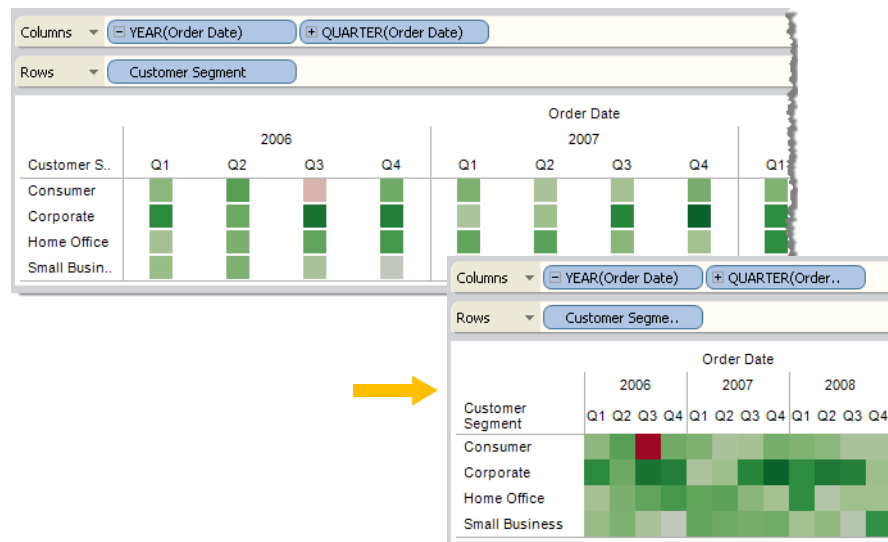 Columns YEAR(Order Date) QUARTER(Order Date)
Rows Customer Segment
Order Date
2006 2007
Customer S.. Q1 Q2 Q3 Q4 Q1 Q2 Q3 Q4 Q1
Consumer
Corporate
Home Office
Small Busin..
Columns YEAR(Order Date) QUARTER(Order..
Rows Customer Segme..
Order Date
2006 2007 2008
Customer
Segment
Q1 Q2 Q3 Q4 Q1 Q2 Q3 Q4 Q1 Q2 Q3 Q4
Consumer
Corporate
Home Office
Small Business